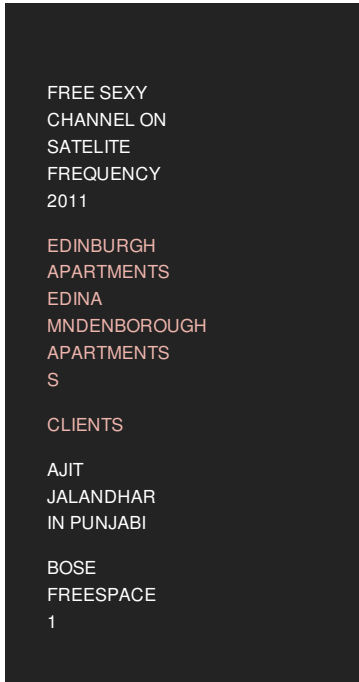 FREE SEXY
CHANNEL ON
SATELITE
FREQUENCY
2011
EDINBURGH
APARTMENTS
EDINA
MNDENBOROUGH
APARTMENTS
S
CLIENTS
AJIT
JALANDHAR
IN PUNJABI
BOSE
FREESPACE
1